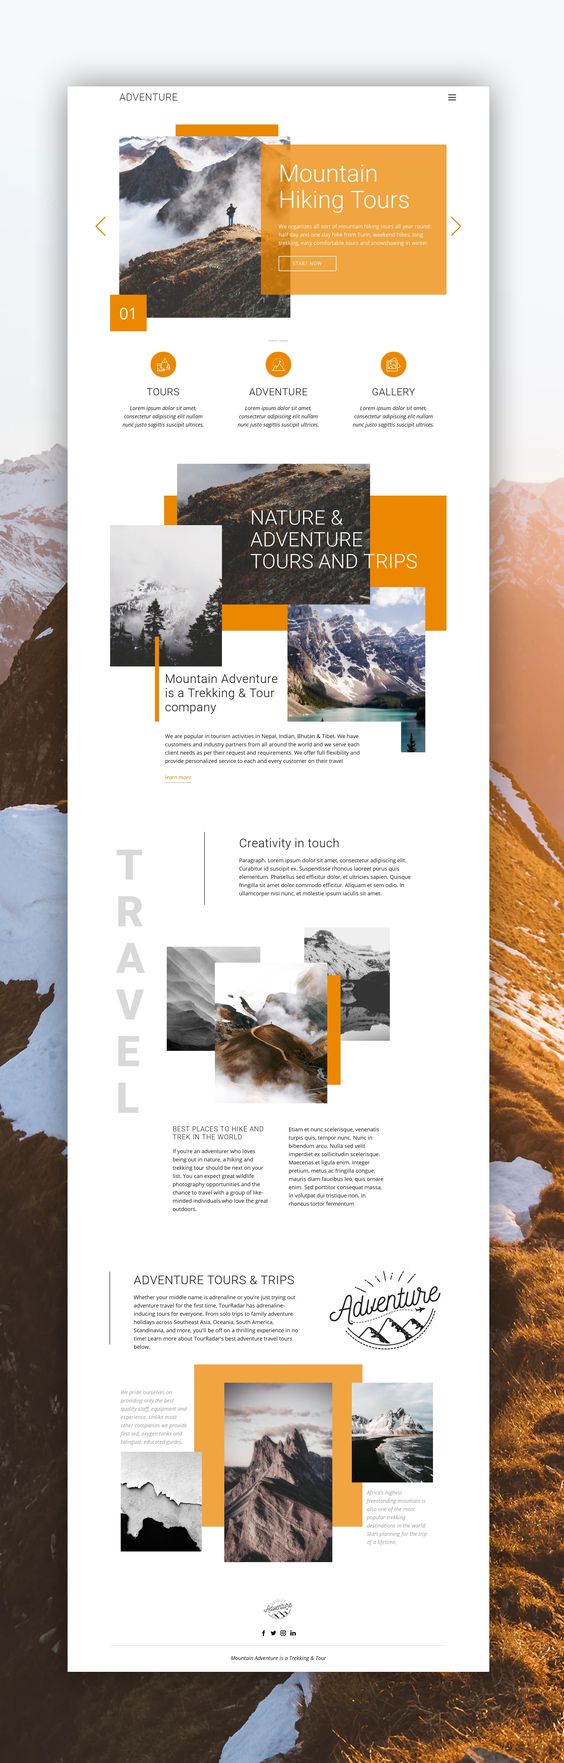 ADVENTURE
Mountain
Hiking Tours
We organizes all sort of mountain hiking tours all year round:
half day and one day hike from Turin, weekend hikes, long
trekking, easy comfortable tours and snowshoeing in winter.
START NOW
01
TOURS
Lorem ipsum dolor sit amet,
consectetur adipiscing elit nullam
nunc justo sagittis suscipit ultrices.
ADVENTURE
Lorem ipsum dolor sit amet,
consectetur adipiscing elit nullam
nunc justo sagittis suscipit ultrices.
GALLERY
Lorem ipsum dolor sit amet,
consectetur adipiscing elit nullam
nunc justo sagittis suscipit ultrices.
NATURE &
ADVENTURE
TOURS AND TRIPS
Mountain Adventure
is a Trekking & Tour
company
We are popular in tourism activities in Nepal, Indian, Bhutan & Tibet. We have
customers and industry partners from all around the world and we serve each
client needs as per their request and requirements. We offer full flexibility and
provide personalized service to each and every customer on their travel
learn more
TRAVEL
Creativity in touch
Paragraph. Lorem ipsum dolor sit amet, consectetur adipiscing elit.
Curabitur id suscipit ex. Suspendisse rhoncus laoreet purus quis
elementum. Phasellus sed efficitur dolor, et ultricies sapien. Quisque
fringilla sit amet dolor commodo efficitur. Aliquam et sem odio. In
ullamcorper nisi nunc, et molestie ipsum iaculis sit amet.
BEST PLACES TO HIKE AND
TREK IN THE WORLD
If you're an adventurer who loves
being out in nature, a hiking and
trekking tour should be next on your
list. You can expect great wildlife
photography opportunities and the
chance to travel with a group of like-
minded individuals who love the great
outdoors.
Etiam et nunc scelerisque, venenatis
turpis quis, tempor nunc. Nunc in
bibendum arcu. Nulla sed velit
imperdiet ex sollicitudin scelerisque.
Maecenas et ligula enim. Integer
pretium, metus ac fringilla congue,
mauris diam faucibus leo, quis ornare
enim. Sed porttitor consequat massa,
in volutpat dui tristique non. In
rhoncus tortor fermentum
ADVENTURE TOURS & TRIPS
Whether your middle name is adrenaline or you're just trying out
adventure travel for the first time, TourRadar has adrenaline-
inducing tours for everyone. From solo trips to family adventure
holidays across Southeast Asia, Oceania, South America,
Scandinavia, and more, you'll be off on a thrilling experience in no
time! Learn more about TourRadar's best adventure travel tours
below.
Adventure
We pride ourselves on
providing only the best
quality staff, equipment and
experience. Unlike most
other companies we provide
first aid, oxygen tanks and
bilingual, educated guides.
Africa's highest
freestanding mountain is
also one of the most
popular trekking
destinations in the world.
Start planning for the trip
of a lifetime.
Adventure
Mountain Adventure is a Trekking & Tour